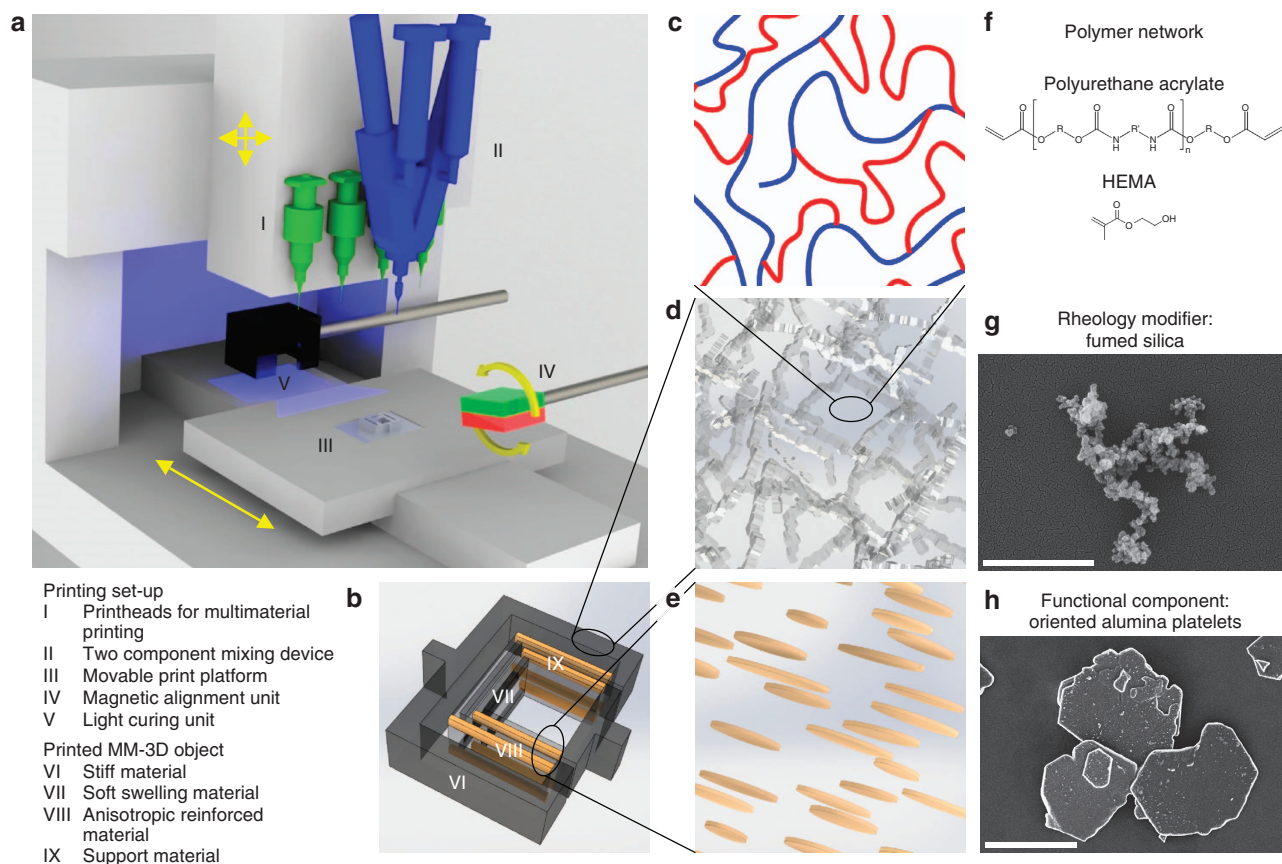 a
I
II
III
IV
V
Printing set-up
I Printheads for multimaterial
printing
II Two component mixing device
III Movable print platform
IV Magnetic alignment unit
V Light curing unit
Printed MM-3D object
VI Stiff material
VII Soft swelling material
VIII Anisotropic reinforced
material
IX Support material
b
IX
VII
VIII
VI
c
d
e
f
Polymer network
Polyurethane acrylate
O O O O
O R O N R' N O R O
H H
n
HEMA
O
O OH
g
Rheology modifier:
fumed silica
h
Functional component:
oriented alumina platelets